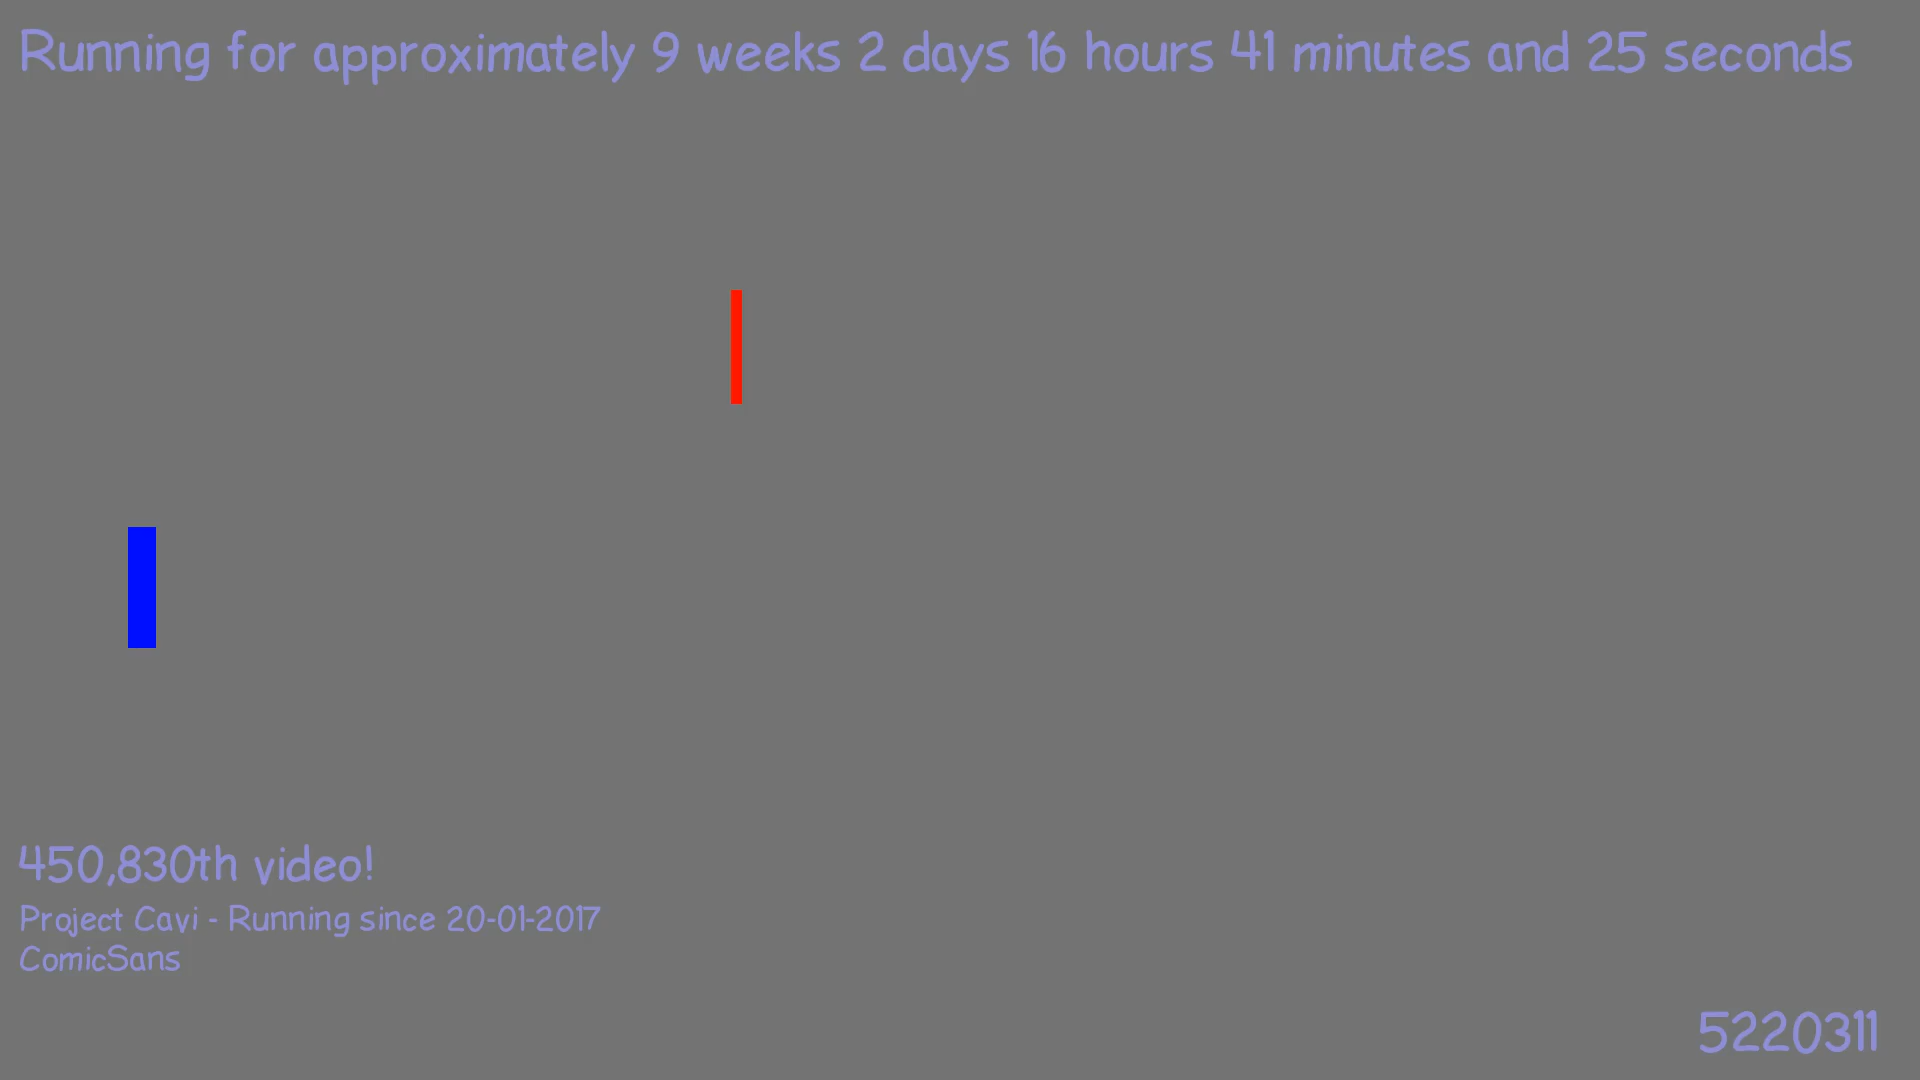 Running for approximately 9 weeks 2 days 16 hours 41 minutes and 25 seconds
450,830th video!
Project Cavi - Running since 20-01-2017
ComicSans
5220311